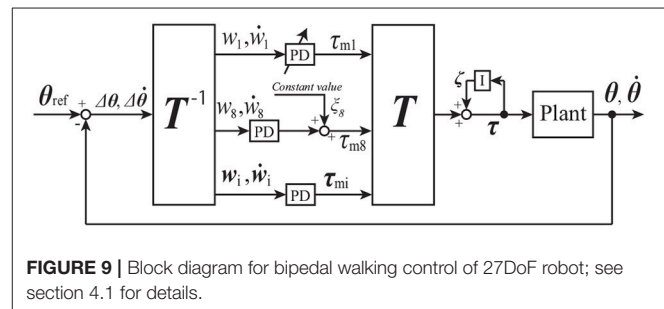 w₁, ẇ₁
PD
τm1
θref
+
-
Δθ, Δθ̇
T⁻¹
Constant value
ξ₈
w₈, ẇ₈
PD
+
+
τm8
wᵢ, ẇᵢ
PD
τmi
T
ζ
I
+
+
τ
Plant
θ, θ̇
FIGURE 9 | Block diagram for bipedal walking control of 27DoF robot; see
section 4.1 for details.